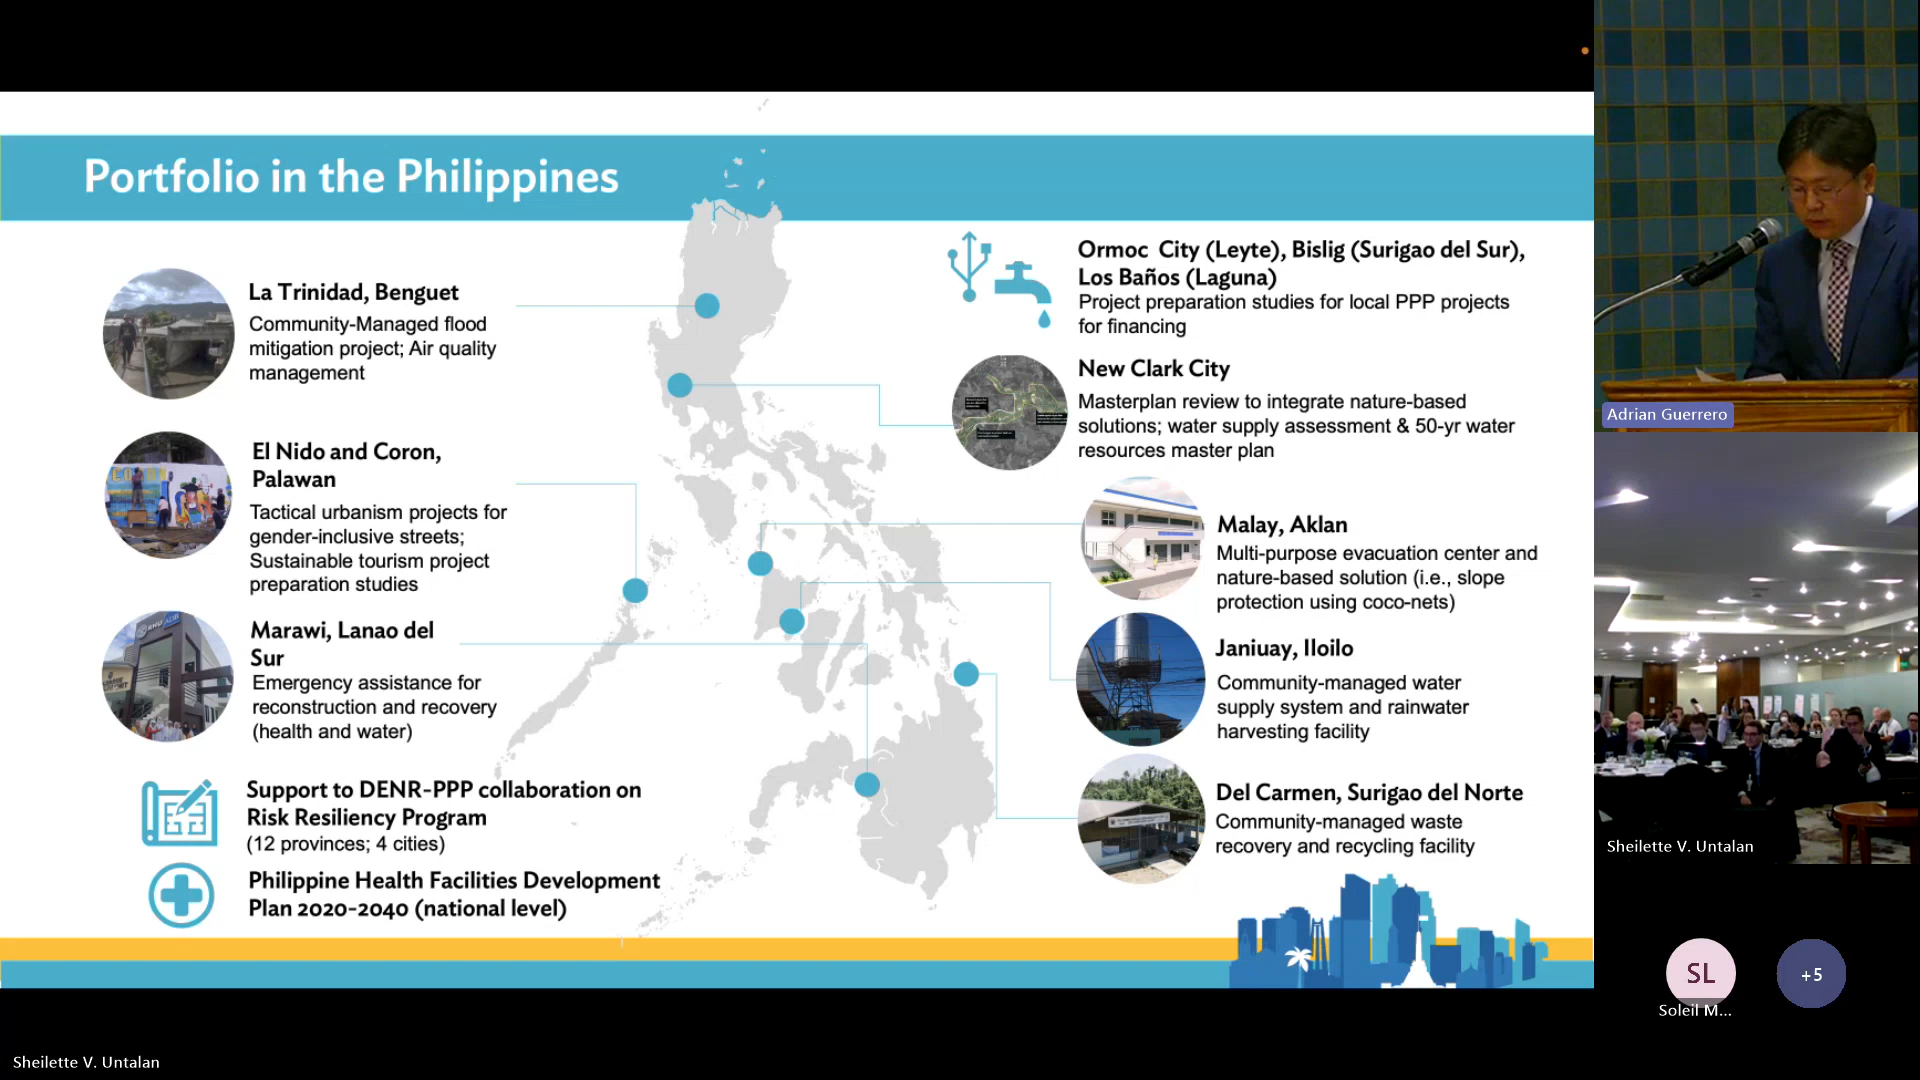 Portfolio in the Philippines
La Trinidad, Benguet
Community-Managed flood
mitigation project; Air quality
management
El Nido and Coron,
Palawan
Tactical urbanism projects for
gender-inclusive streets;
Sustainable tourism project
preparation studies
Marawi, Lanao del
Sur
Emergency assistance for
reconstruction and recovery
(health and water)
Support to DENR-PPP collaboration on
Risk Resiliency Program
(12 provinces; 4 cities)
Philippine Health Facilities Development
Plan 2020-2040 (national level)
Ormoc City (Leyte), Bislig (Surigao del Sur),
Los Baños (Laguna)
Project preparation studies for local PPP projects
for financing
New Clark City
Masterplan review to integrate nature-based
solutions; water supply assessment & 50-yr water
resources master plan
Malay, Aklan
Multi-purpose evacuation center and
nature-based solution (i.e., slope
protection using coco-nets)
Janiuay, Iloilo
Community-managed water
supply system and rainwater
harvesting facility
Del Carmen, Surigao del Norte
Community-managed waste
recovery and recycling facility
Adrian Guerrero
Sheilette V. Untalan
SL
Soleil M...
+5
Sheilette V. Untalan